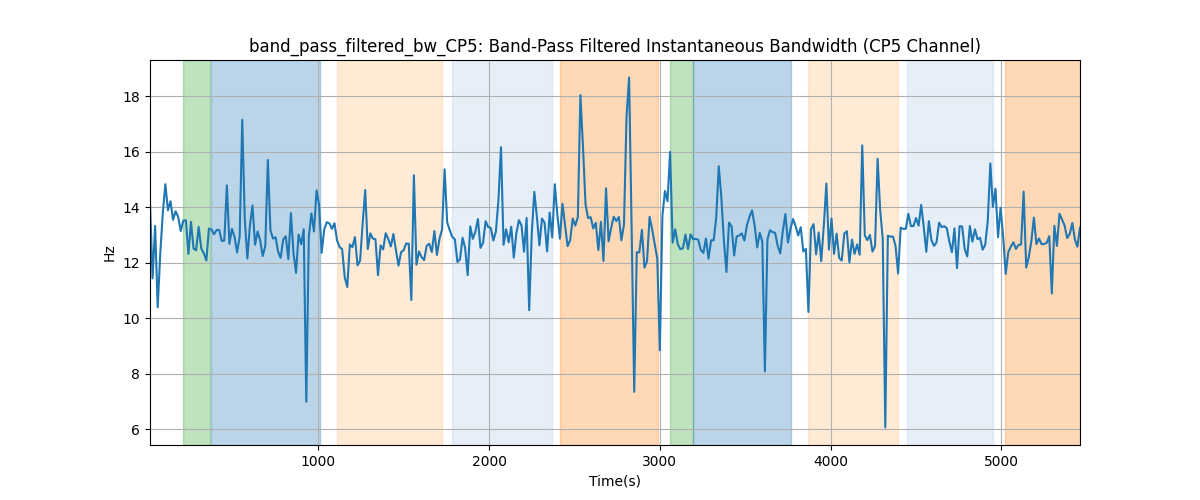 band_pass_filtered_bw_CP5: Band-Pass Filtered Instantaneous Bandwidth (CP5 Channel)
18
16
14
12
10
8
6
Hz
1000 2000 3000 4000 5000
Time(s)